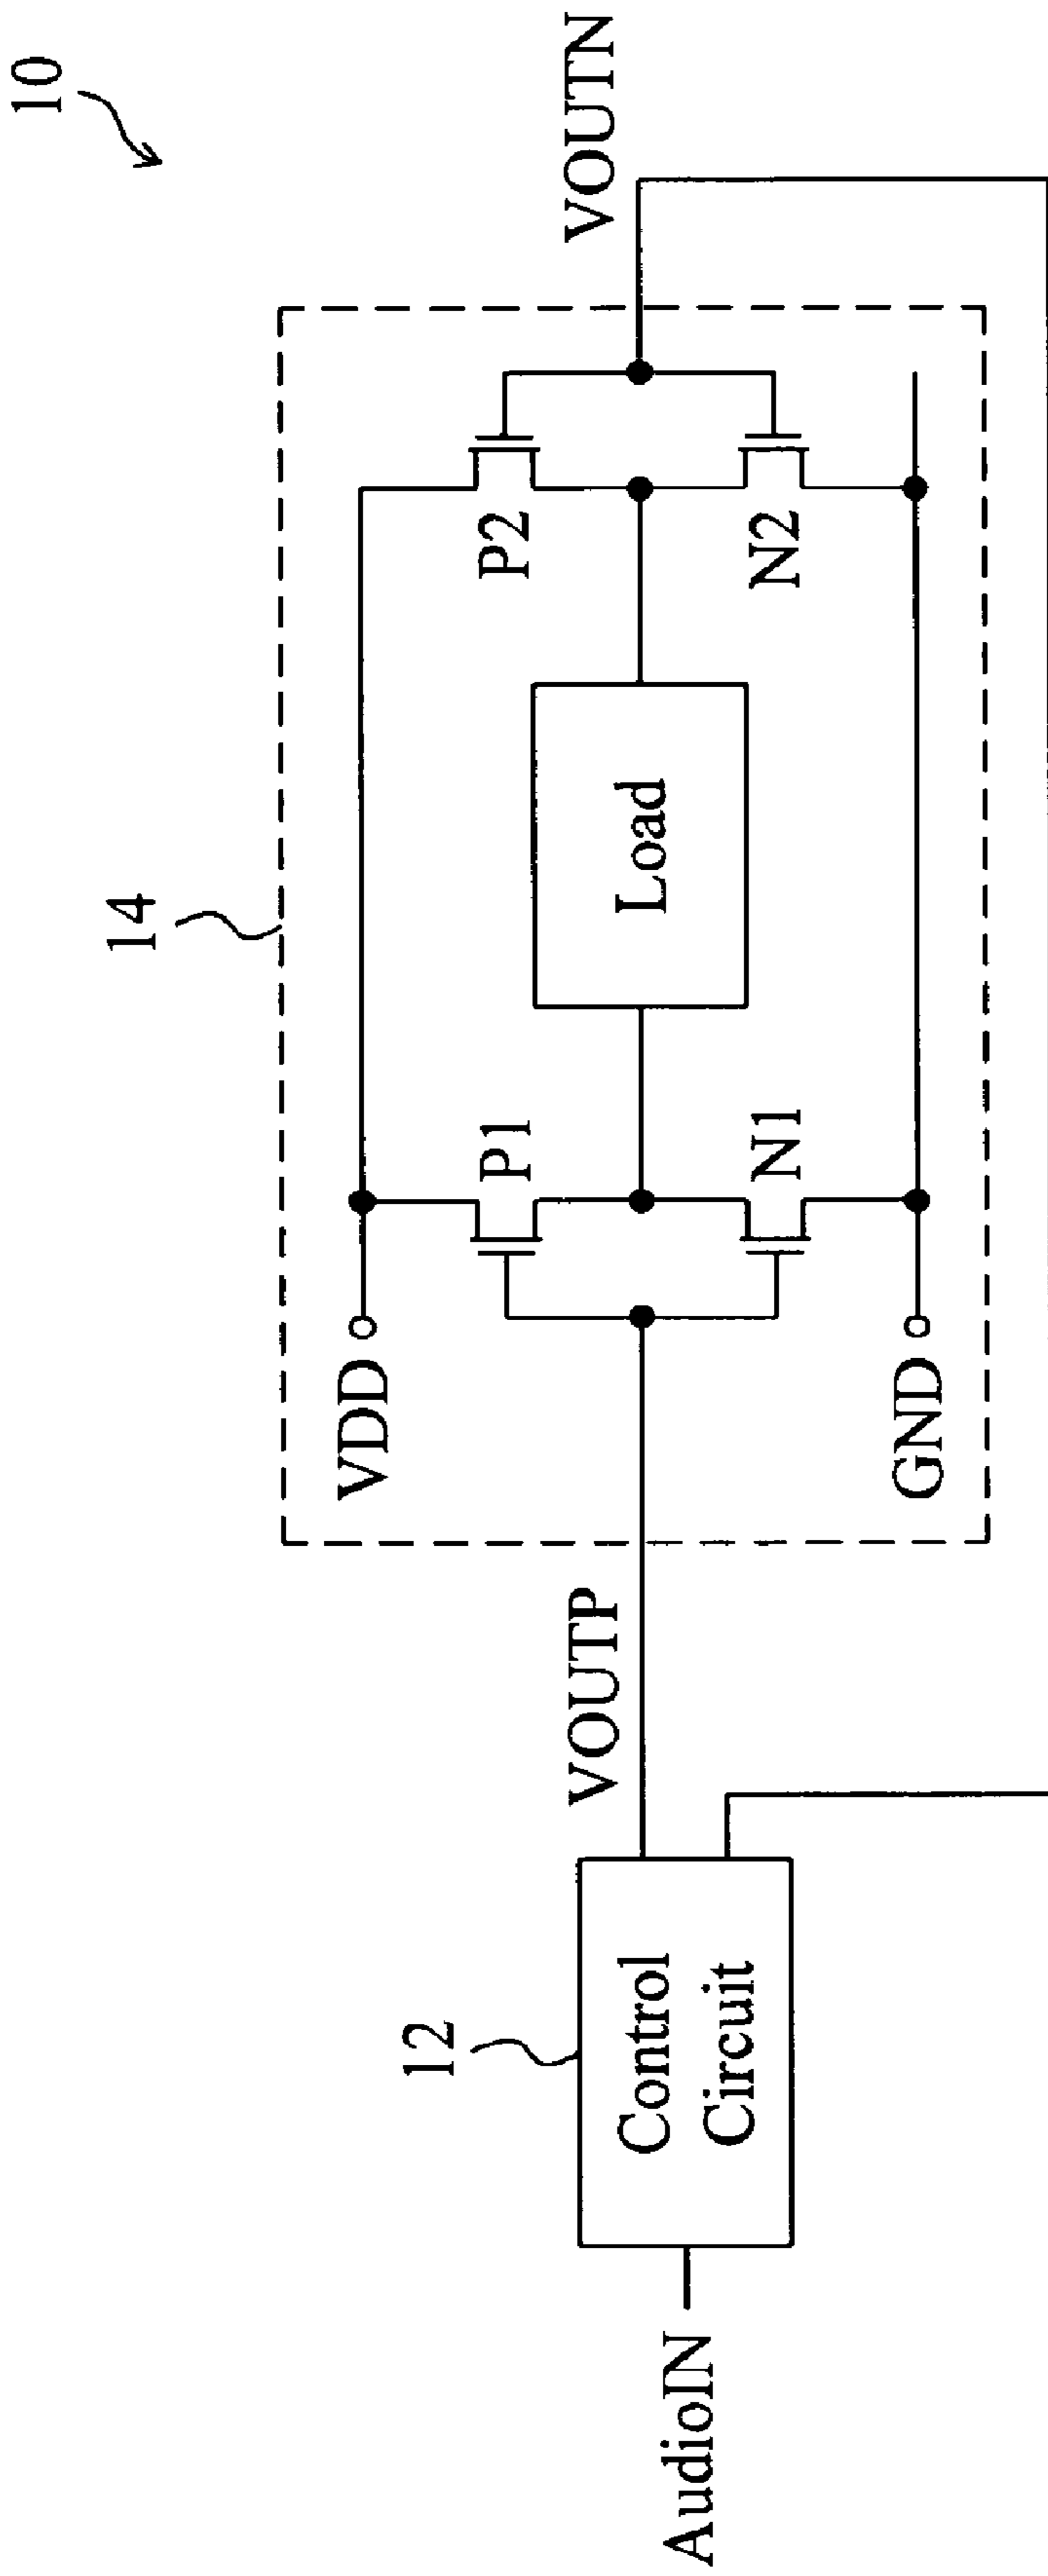 10
14
VDD
P1
P2
VOUTN
12
VOUTP
Load
Control
Circuit
AudioIN
N1
N2
GND